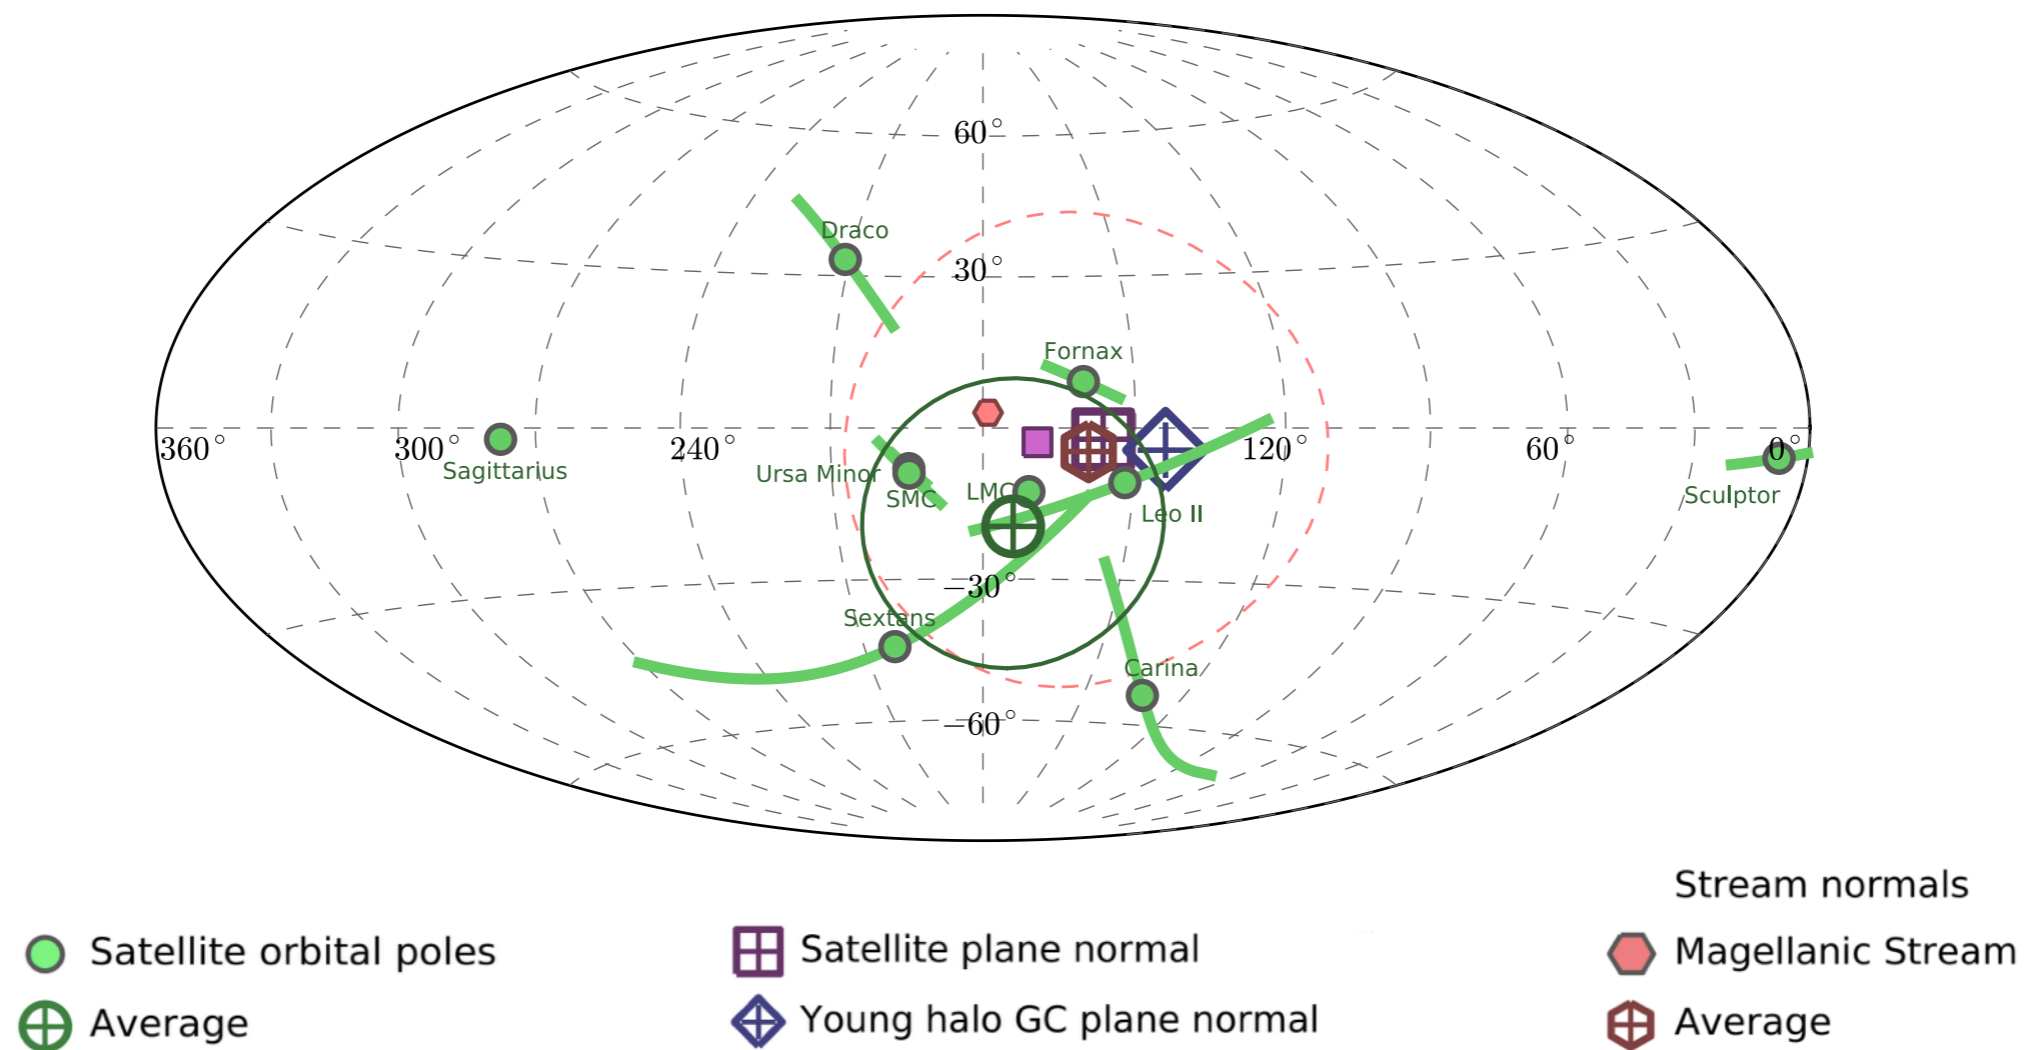 60°
Draco
30°
Fornax
360°
300°
240°
120°
60°
0°
Sagittarius
Ursa Minor
SMC
LMC
Leo II
Sculptor
−30°
Sextans
Carina
−60°
Stream normals
Satellite orbital poles
Satellite plane normal
Magellanic Stream
Average
Young halo GC plane normal
Average